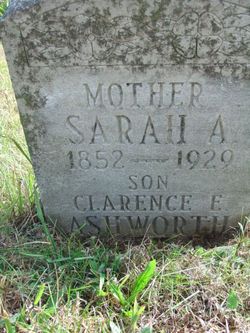 MOTHER
SARAH A
1852 — 1929
SON
CLARENCE E
ASHWORTH